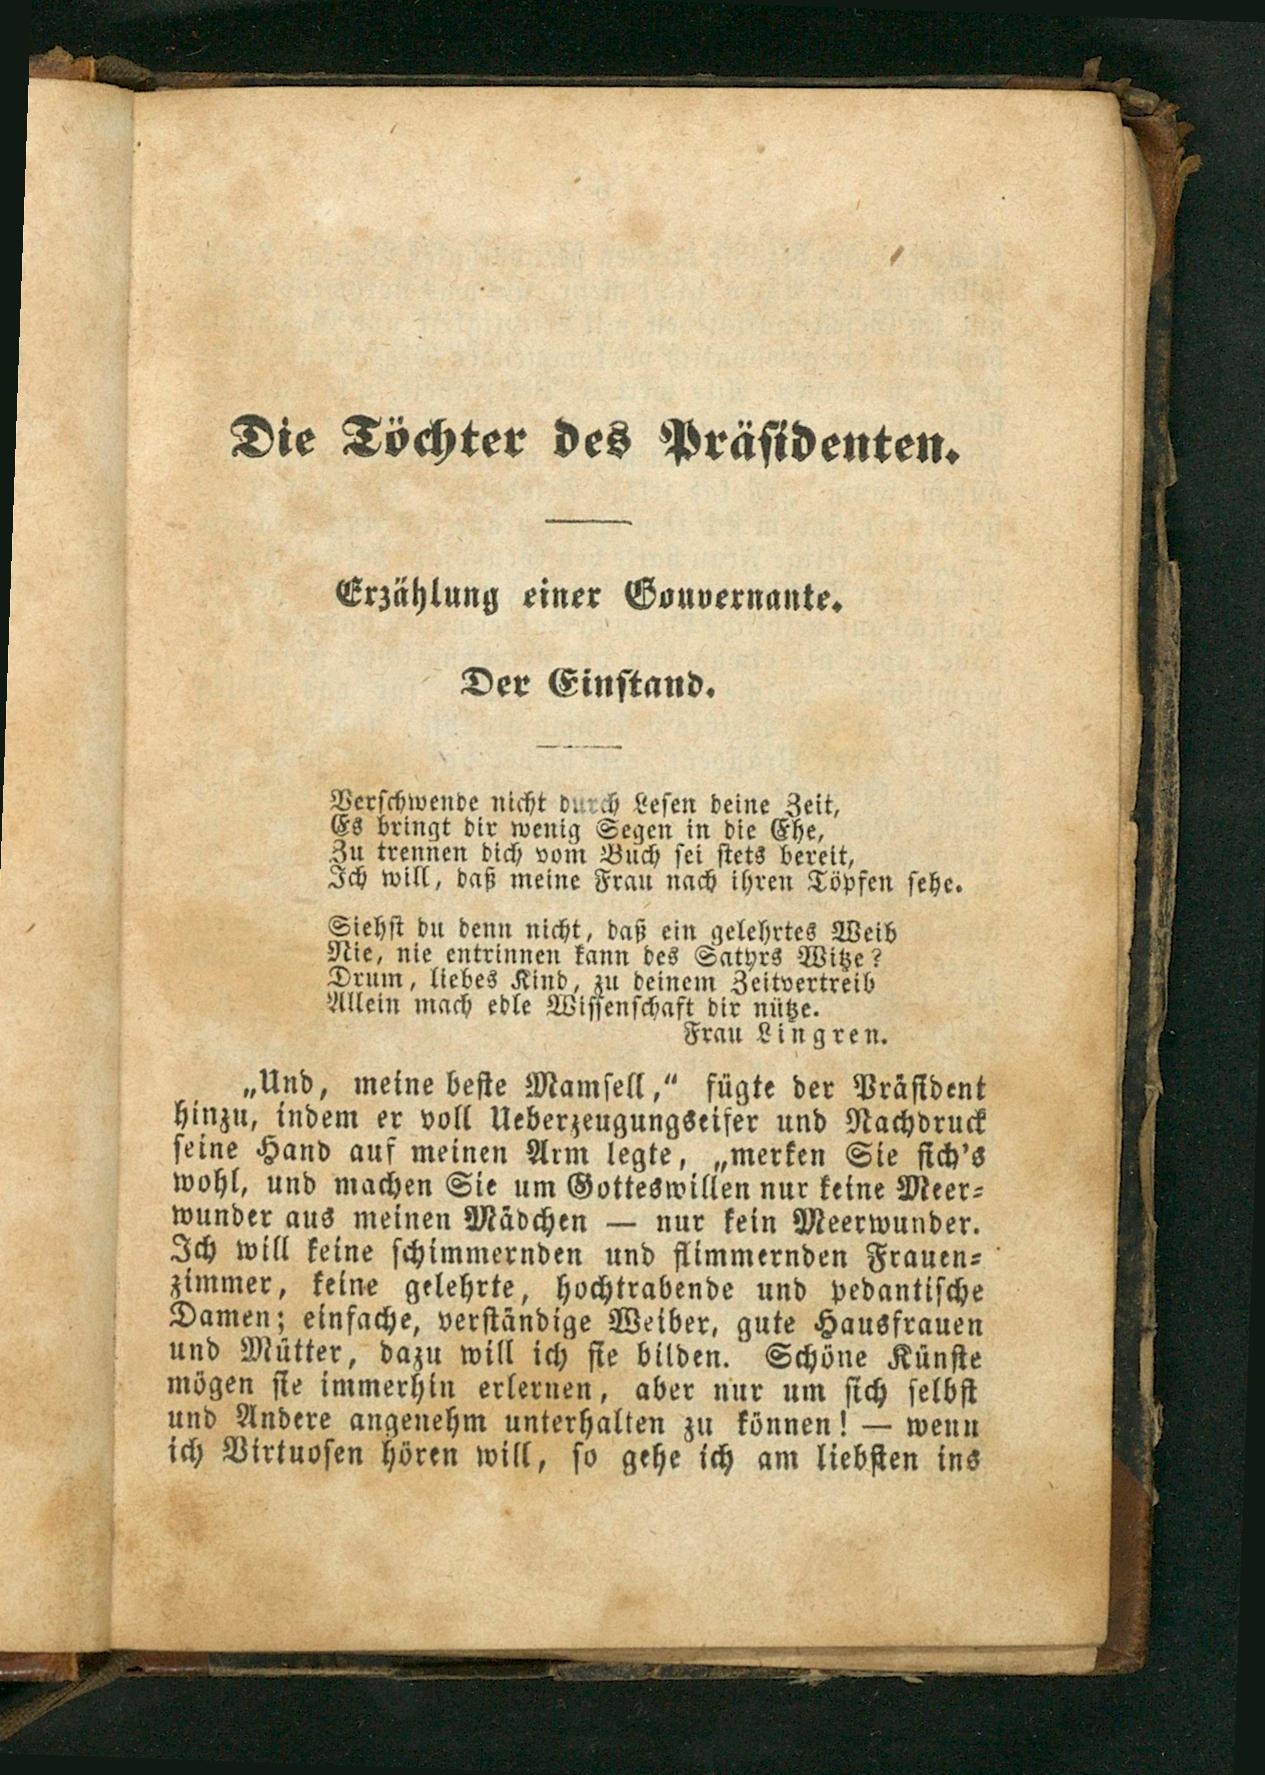 Die Töchter des Präsidenten.
Erzählung einer Gouvernante.
Der Einstand.
Verschwende nicht durch Lesen deine Zeit,
Es bringt dir wenig Segen in die Ehe,
Zu trennen dich vom Buch sei stets bereit,
Ich will, daß meine Frau nach ihren Töpfen sehe.
Siehst du denn nicht, daß ein gelehrtes Weib
Nie, nie entrinnen kann des Satyrs Witze?
Drum, liebes Kind, zu deinem Zeitvertreib
Allein mach edle Wissenschaft dir nütze.
Frau Lingren.
„Und, meine beste Mamsell,“ fügte der Präsident
hinzu, indem er voll Ueberzeugungseifer und Nachdruck
seine Hand auf meinen Arm legte, „merken Sie sich's
wohl, und machen Sie um Gotteswillen nur keine Meer-
wunder aus meinen Mädchen — nur kein Meerwunder.
Ich will keine schimmernden und flimmernden Frauen-
zimmer, keine gelehrte, hochtrabende und pedantische
Damen; einfache, verständige Weiber, gute Hausfrauen
und Mütter, dazu will ich sie bilden. Schöne Künste
mögen sie immerhin erlernen, aber nur um sich selbst
und Andere angenehm unterhalten zu können! — wenn
ich Virtuosen hören will, so gehe ich am liebsten ins